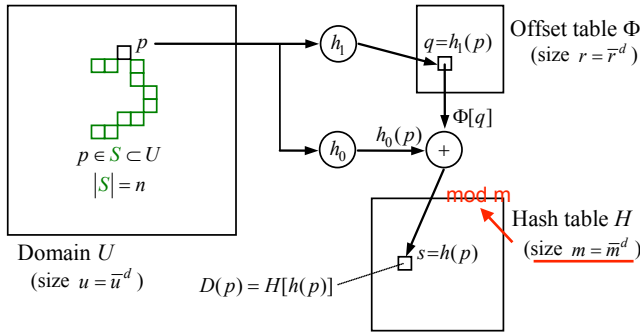 p
h₁
q=h₁(p)
Offset table Φ
(size r = r̅ᵈ)
Φ[q]
p ∈ S ⊂ U
|S| = n
h₀
h₀(p)
+
mod m
Domain U
(size u = u̅ᵈ)
s=h(p)
D(p) = H[h(p)]
Hash table H
(size m = m̅ᵈ)